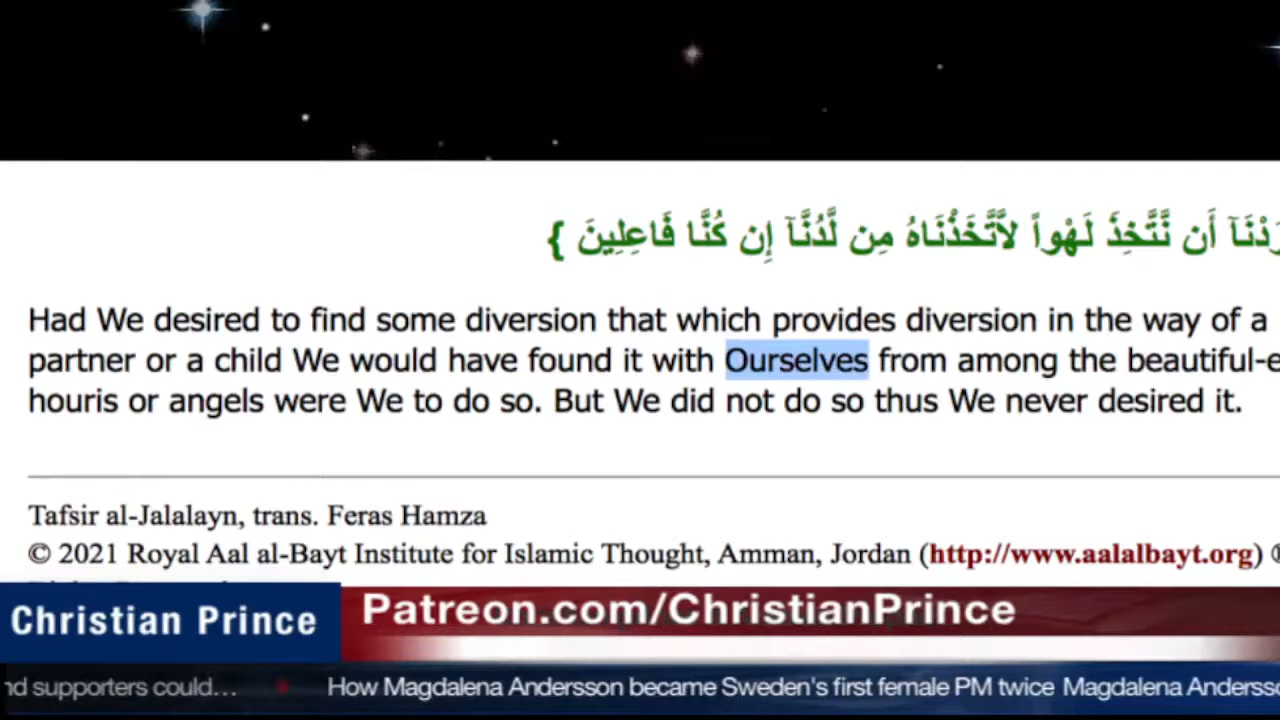 أَن نَّتَّخِذَ لَهْواً لاَّتَّخَذْنَاهُ مِن لَّدُنَّآ إِن كُنَّا فَاعِلِينَ }
Had We desired to find some diversion that which provides diversion in the way of a
partner or a child We would have found it with Ourselves from among the beautiful-e
houris or angels were We to do so. But We did not do so thus We never desired it.
Tafsir al-Jalalayn, trans. Feras Hamza
© 2021 Royal Aal al-Bayt Institute for Islamic Thought, Amman, Jordan (http://www.aalalbayt.org) ©
Christian Prince
Patreon.com/ChristianPrince
nd supporters could... How Magdalena Andersson became Sweden's first female PM twice Magdalena Anderss